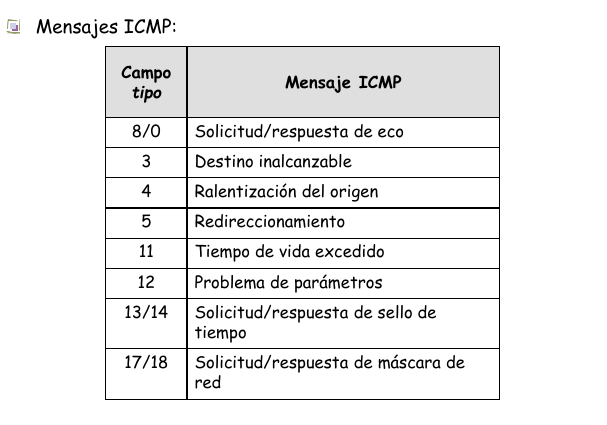 Mensajes ICMP:
Campo Mensaje ICMP
tipo
8/0 Solicitud/respuesta de eco
3 Destino inalcanzable
4 Ralentización del origen
5 Redireccionamiento
11 Tiempo de vida excedido
12 Problema de parámetros
13/14 Solicitud/respuesta de sello de
tiempo
17/18 Solicitud/respuesta de máscara de
red